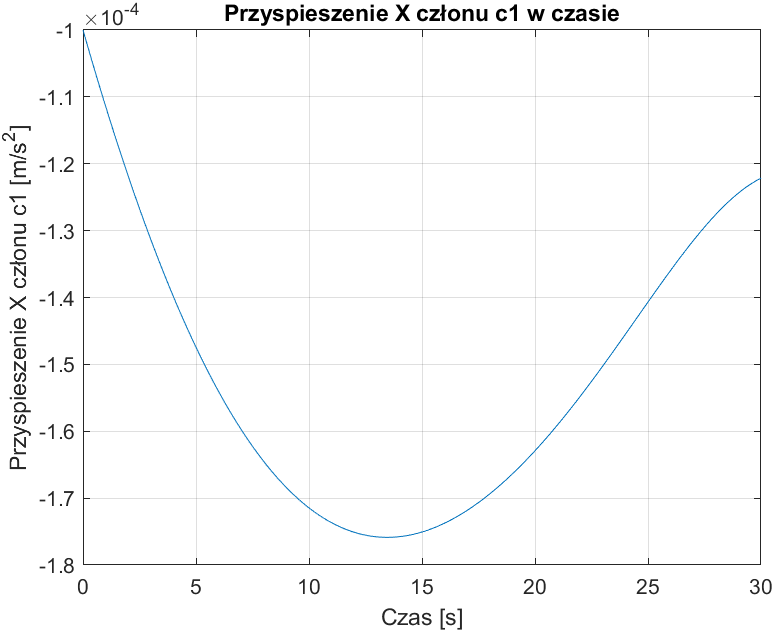 Przyspieszenie X członu c1 w czasie
×10⁻⁴
-1
-1.1
-1.2
-1.3
-1.4
-1.5
-1.6
-1.7
-1.8
Przyspieszenie X członu c1 [m/s²]
0 5 10 15 20 25 30
Czas [s]